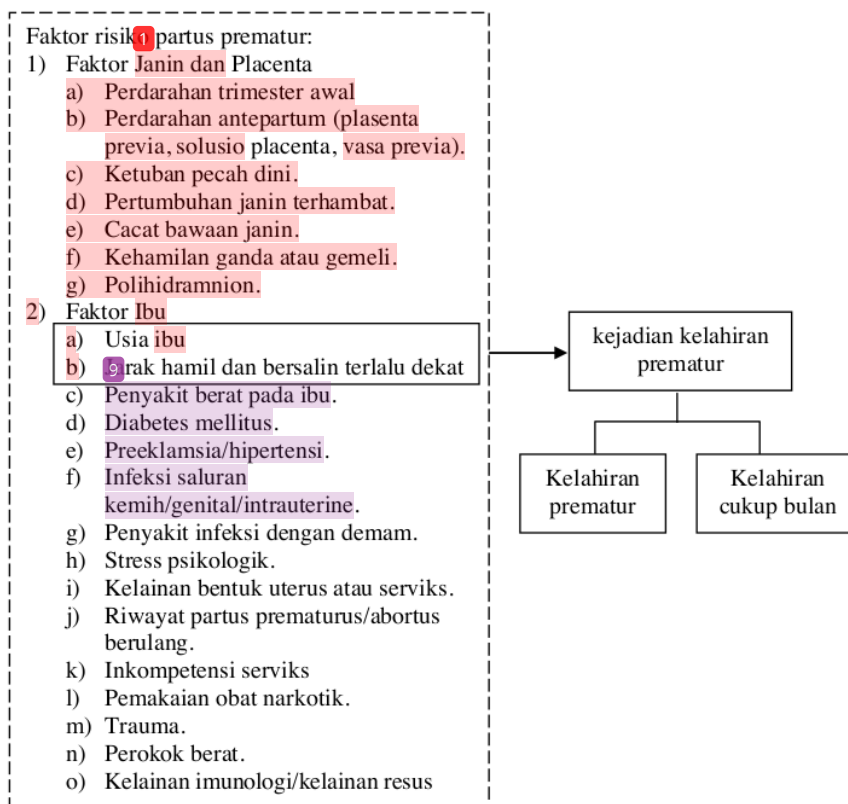 Faktor risiko partus prematur:
1) Faktor Janin dan Placenta
a) Perdarahan trimester awal
b) Perdarahan antepartum (plasenta
previa, solusio placenta, vasa previa).
c) Ketuban pecah dini.
d) Pertumbuhan janin terhambat.
e) Cacat bawaan janin.
f) Kehamilan ganda atau gemeli.
g) Polihidramnion.
2) Faktor Ibu
a) Usia ibu
b) 9 rak hamil dan bersalin terlalu dekat
c) Penyakit berat pada ibu.
d) Diabetes mellitus.
e) Preeklamsia/hipertensi.
f) Infeksi saluran
kemih/genital/intrauterine.
g) Penyakit infeksi dengan demam.
h) Stress psikologik.
i) Kelainan bentuk uterus atau serviks.
j) Riwayat partus prematurus/abortus
berulang.
k) Inkompetensi serviks
l) Pemakaian obat narkotik.
m) Trauma.
n) Perokok berat.
o) Kelainan imunologi/kelainan resus
kejadian kelahiran
prematur
Kelahiran
prematur
Kelahiran
cukup bulan
1